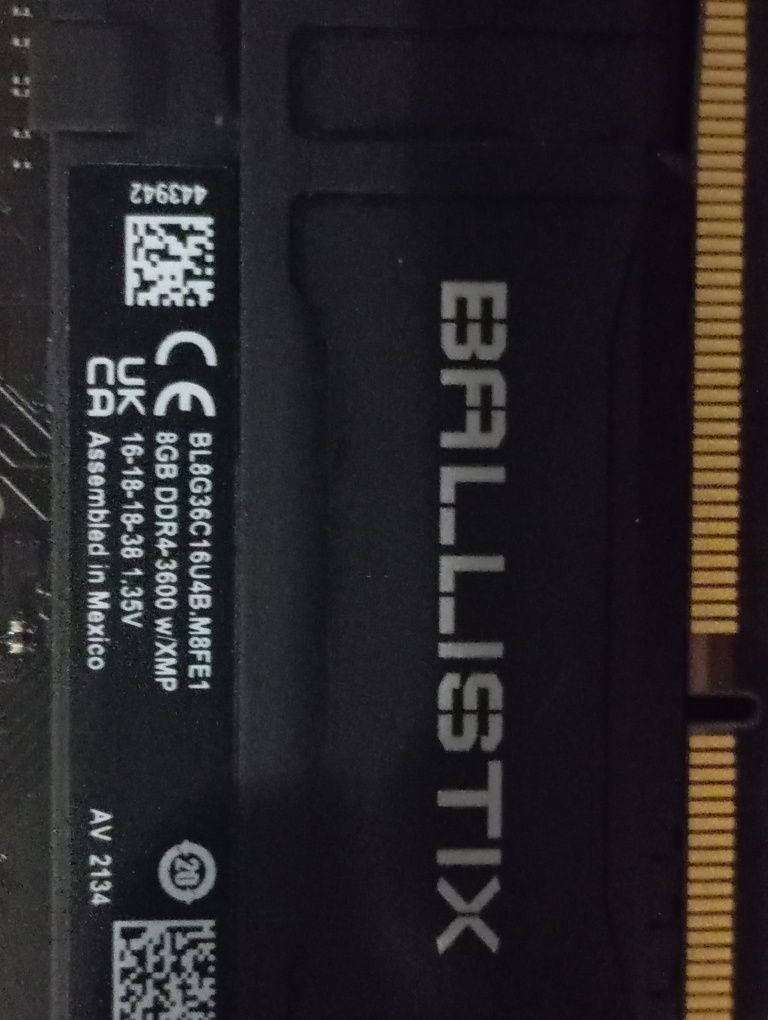 443942
CE
UK
CA
BL8G36C16U4B.M8FE1
8GB DDR4-3600 w/XMP
16-18-18-38 1.35V
Assembled in Mexico
20
AV 2134
BALLISTIX